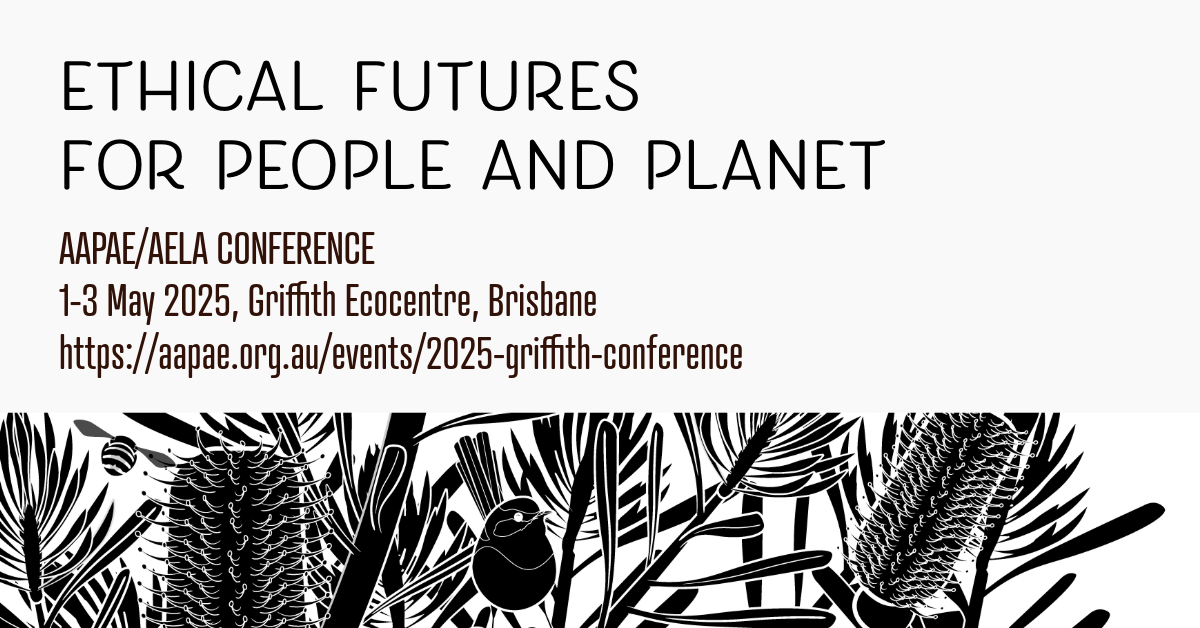 ETHICAL FUTURES
FOR PEOPLE AND PLANET
AAPAE/AELA CONFERENCE
1-3 May 2025, Griffith Ecocentre, Brisbane
https://aapae.org.au/events/2025-griffith-conference